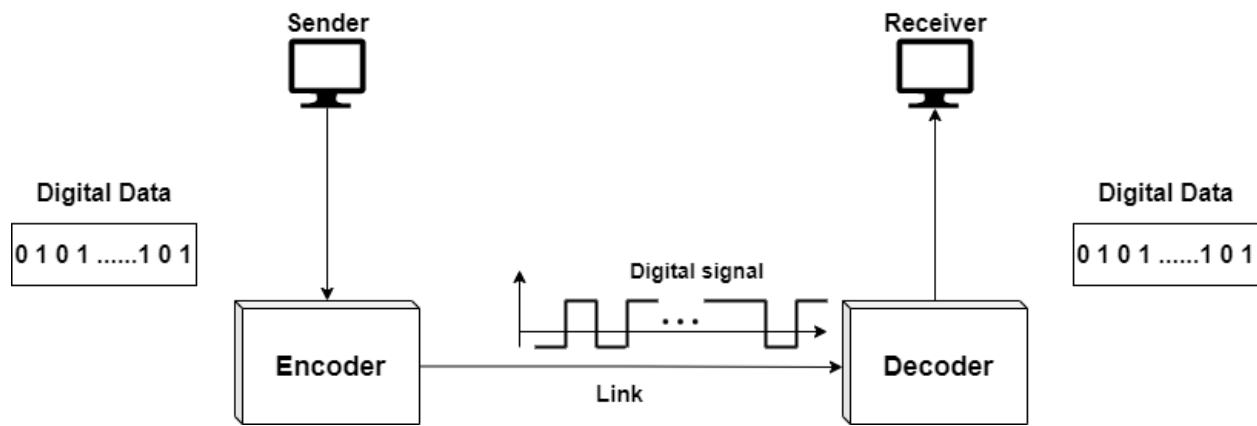 Sender
Receiver
Digital Data
Digital Data
0 1 0 1 ......1 0 1
0 1 0 1 ......1 0 1
Digital signal
Encoder
Decoder
Link